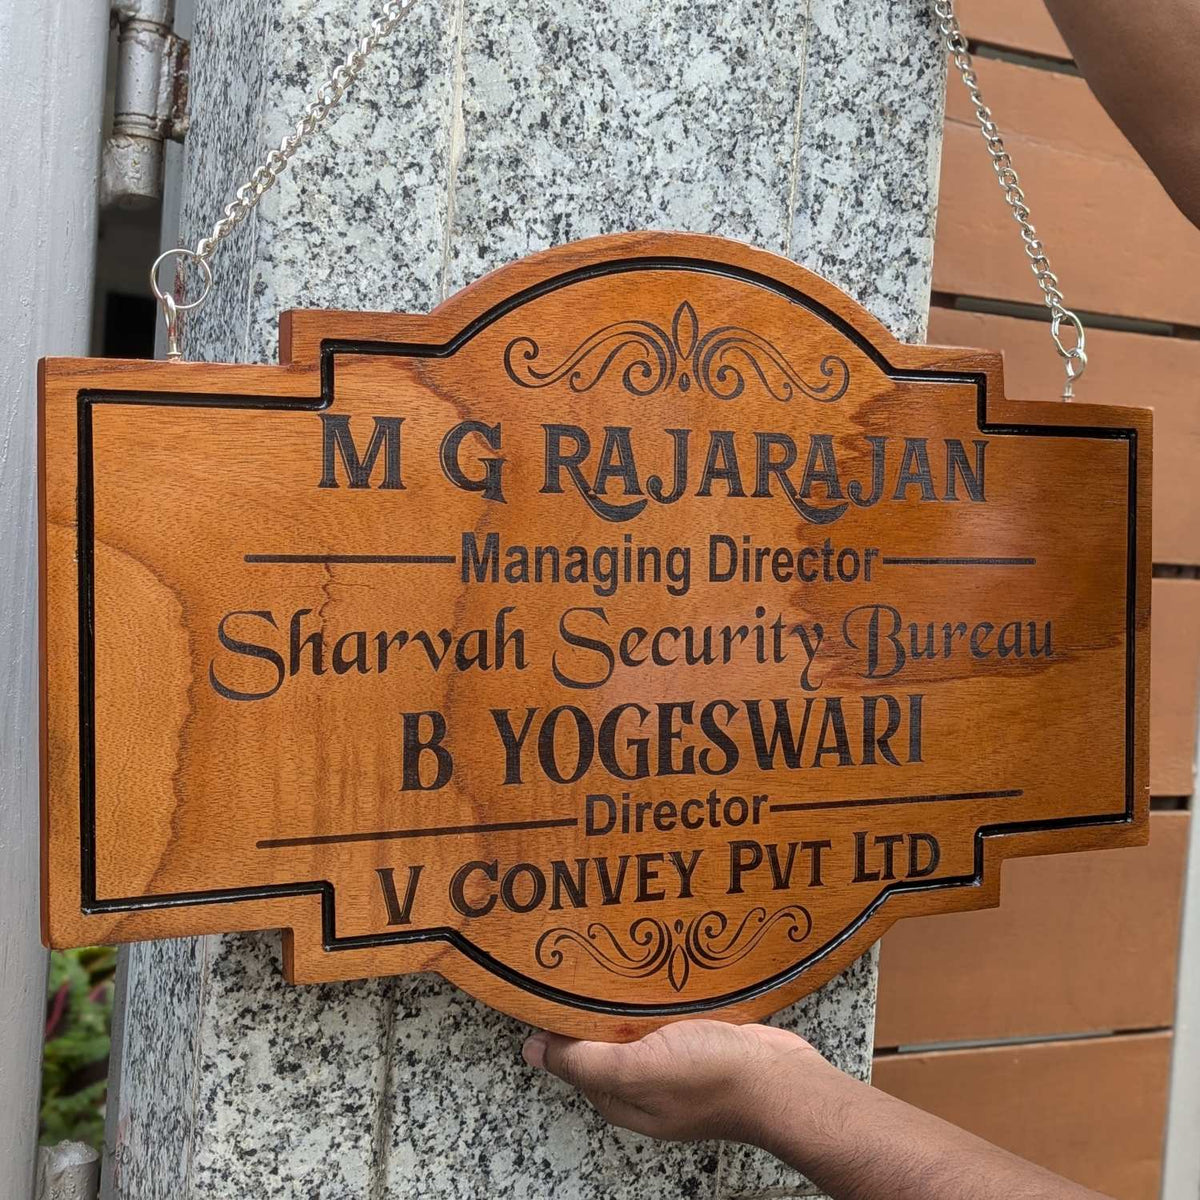 M G RAJARAJAN
Managing Director
Sharvah Security Bureau
B YOGESWARI
Director
V CONVEY PVT LTD